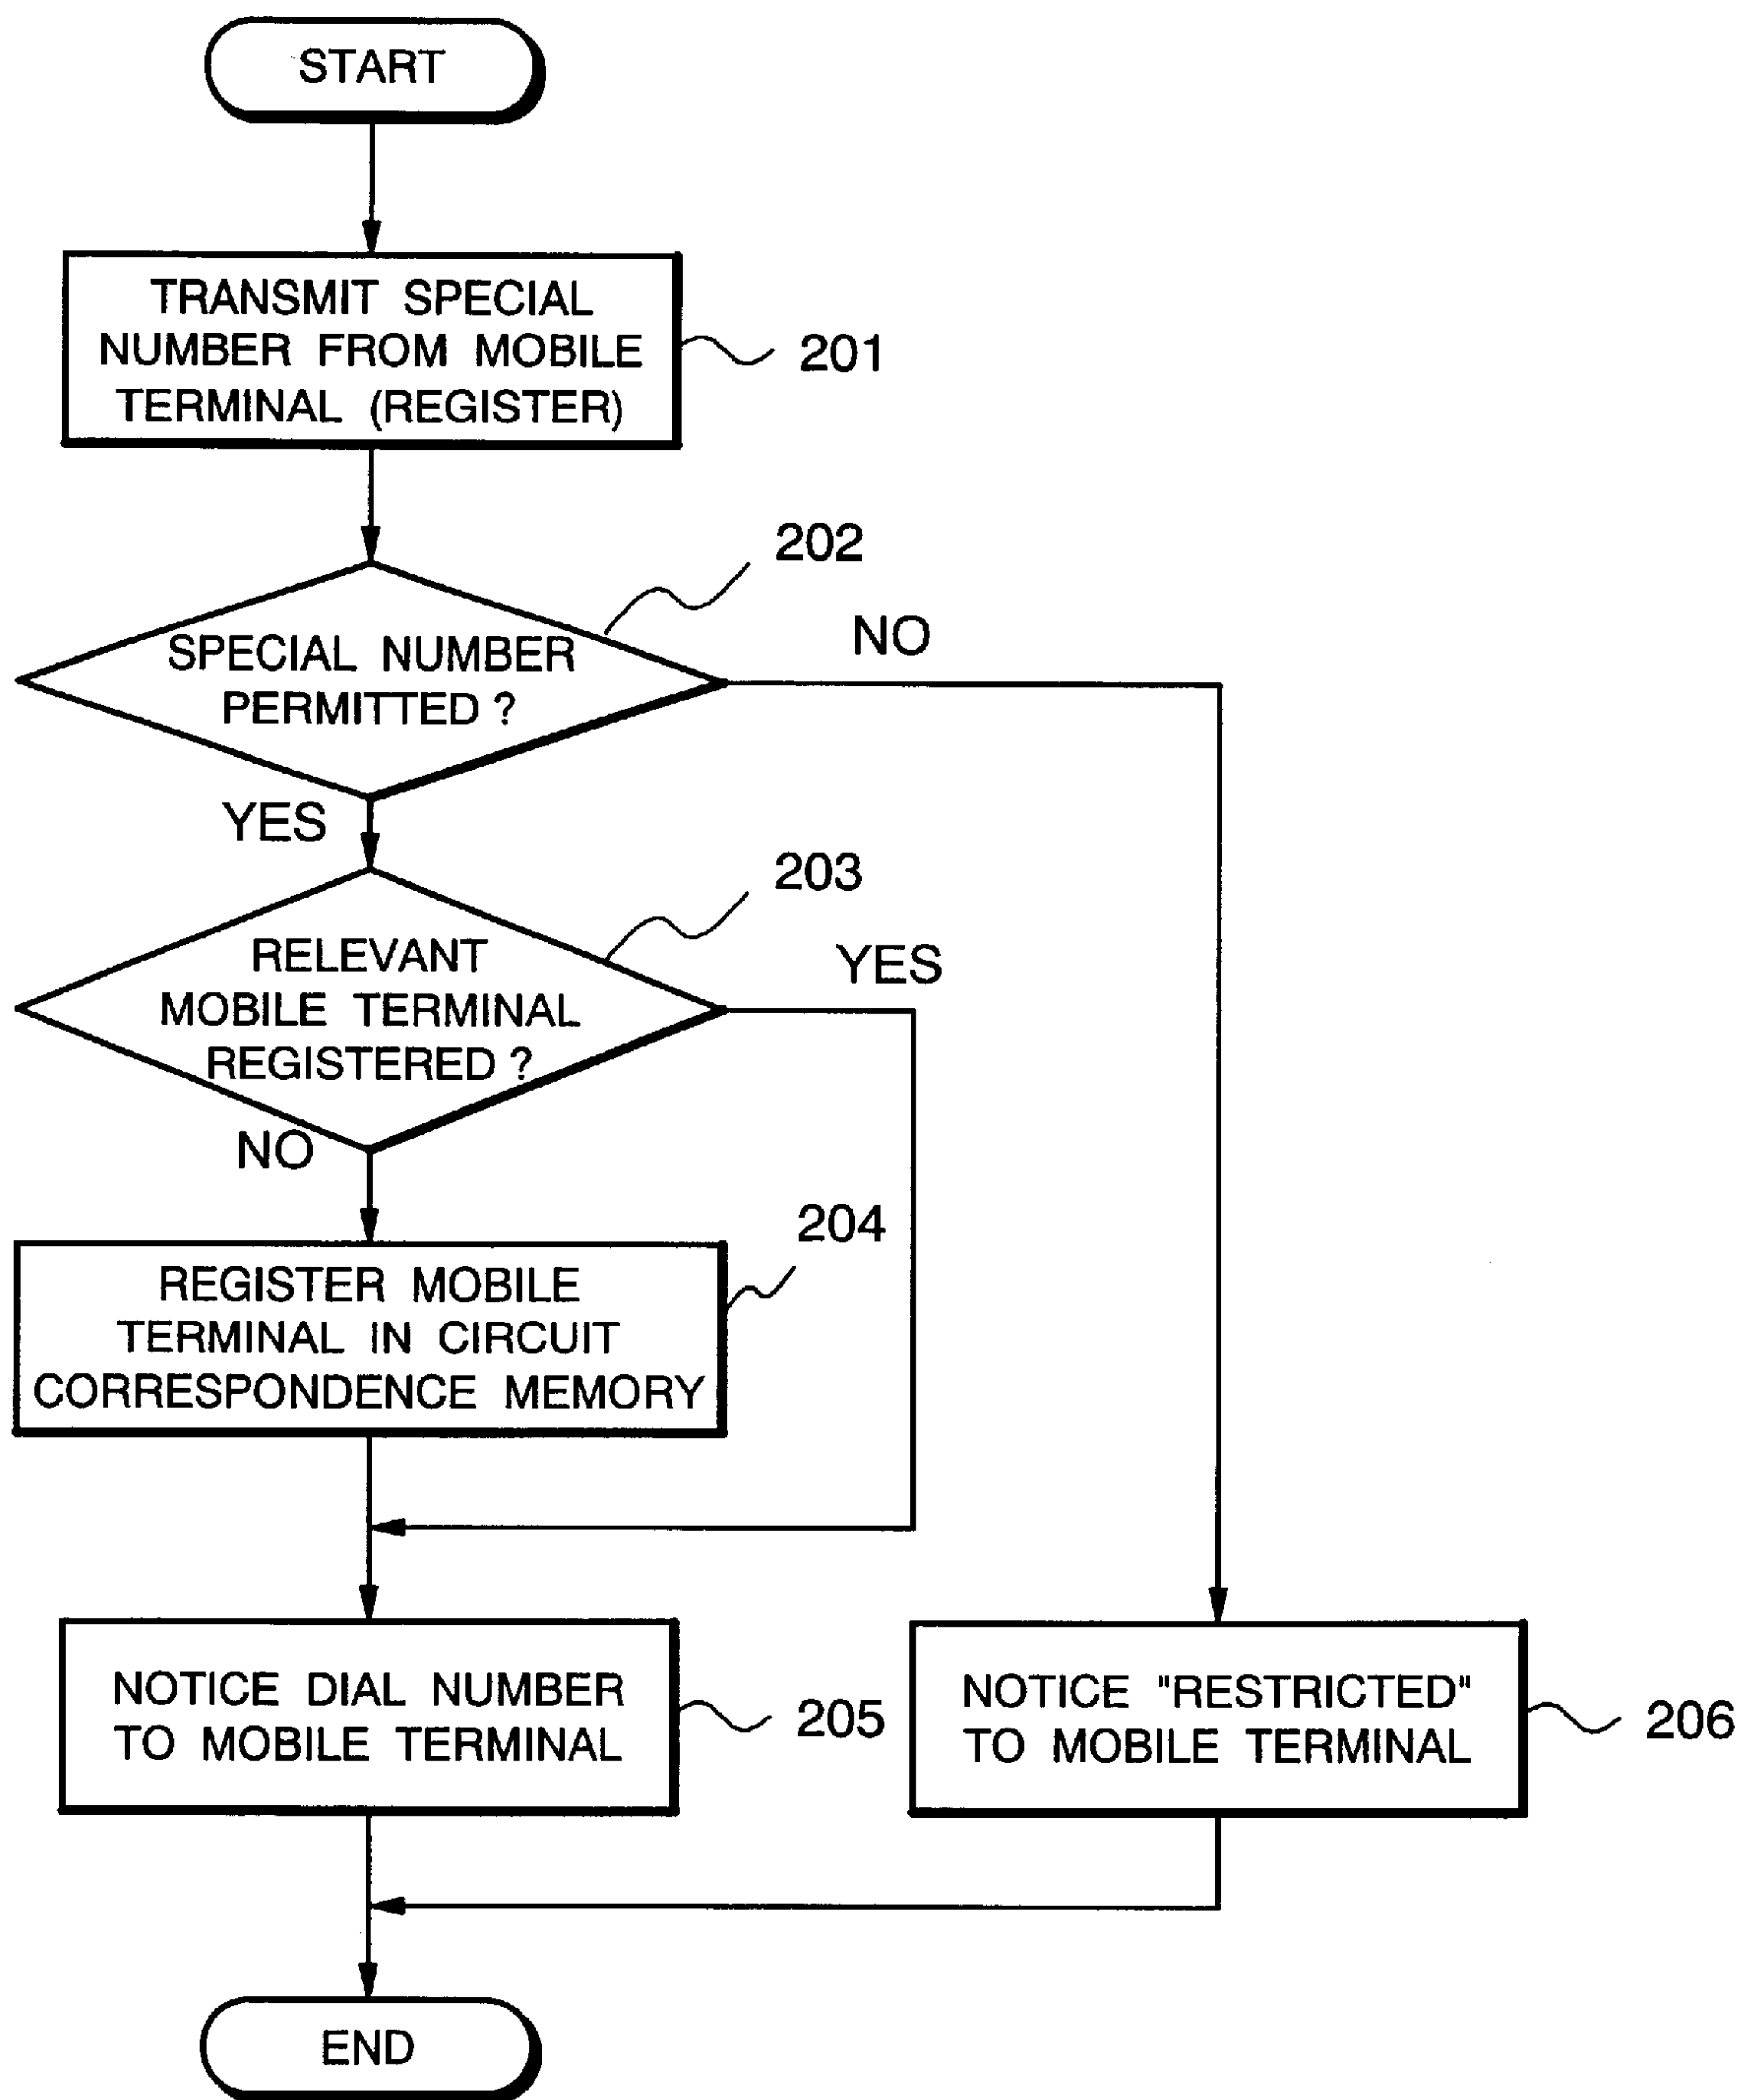 START
TRANSMIT SPECIAL
NUMBER FROM MOBILE
TERMINAL (REGISTER)
201
202
SPECIAL NUMBER
PERMITTED ?
NO
YES
203
RELEVANT
MOBILE TERMINAL
REGISTERED ?
YES
NO
204
REGISTER MOBILE
TERMINAL IN CIRCUIT
CORRESPONDENCE MEMORY
NOTICE DIAL NUMBER
TO MOBILE TERMINAL
205
NOTICE "RESTRICTED"
TO MOBILE TERMINAL
206
END